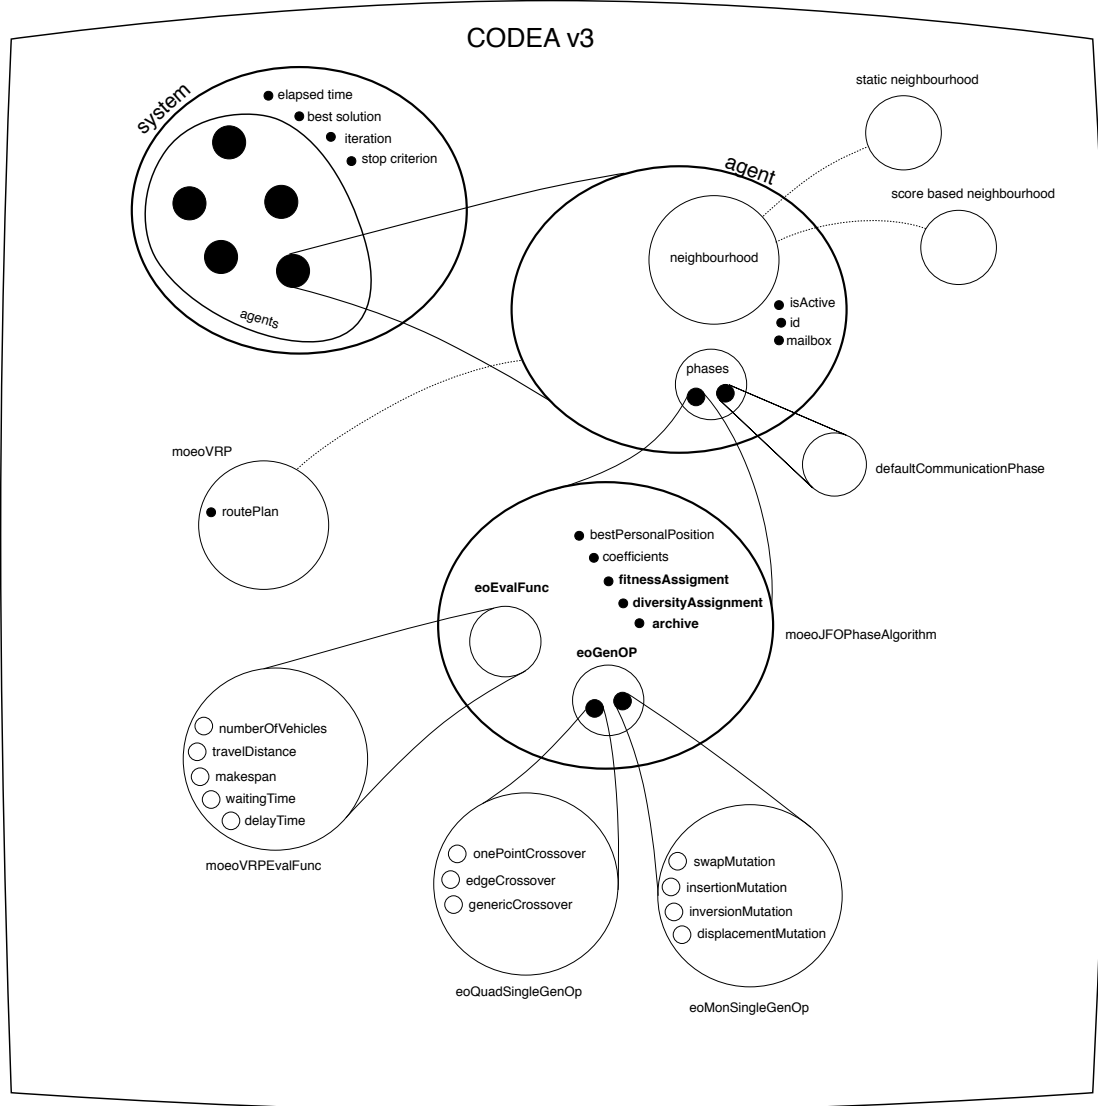 CODEA v3
system
elapsed time
best solution
iteration
stop criterion
agents
agent
static neighbourhood
score based neighbourhood
neighbourhood
isActive
id
mailbox
phases
defaultCommunicationPhase
moeoVRP
routePlan
bestPersonalPosition
coefficients
fitnessAssigment
diversityAssignment
archive
eoEvalFunc
eoGenOP
moeoJFOPhaseAlgorithm
numberOfVehicles
travelDistance
makespan
waitingTime
delayTime
moeoVRPEvalFunc
onePointCrossover
edgeCrossover
genericCrossover
eoQuadSingleGenOp
swapMutation
insertionMutation
inversionMutation
displacementMutation
eoMonSingleGenOp